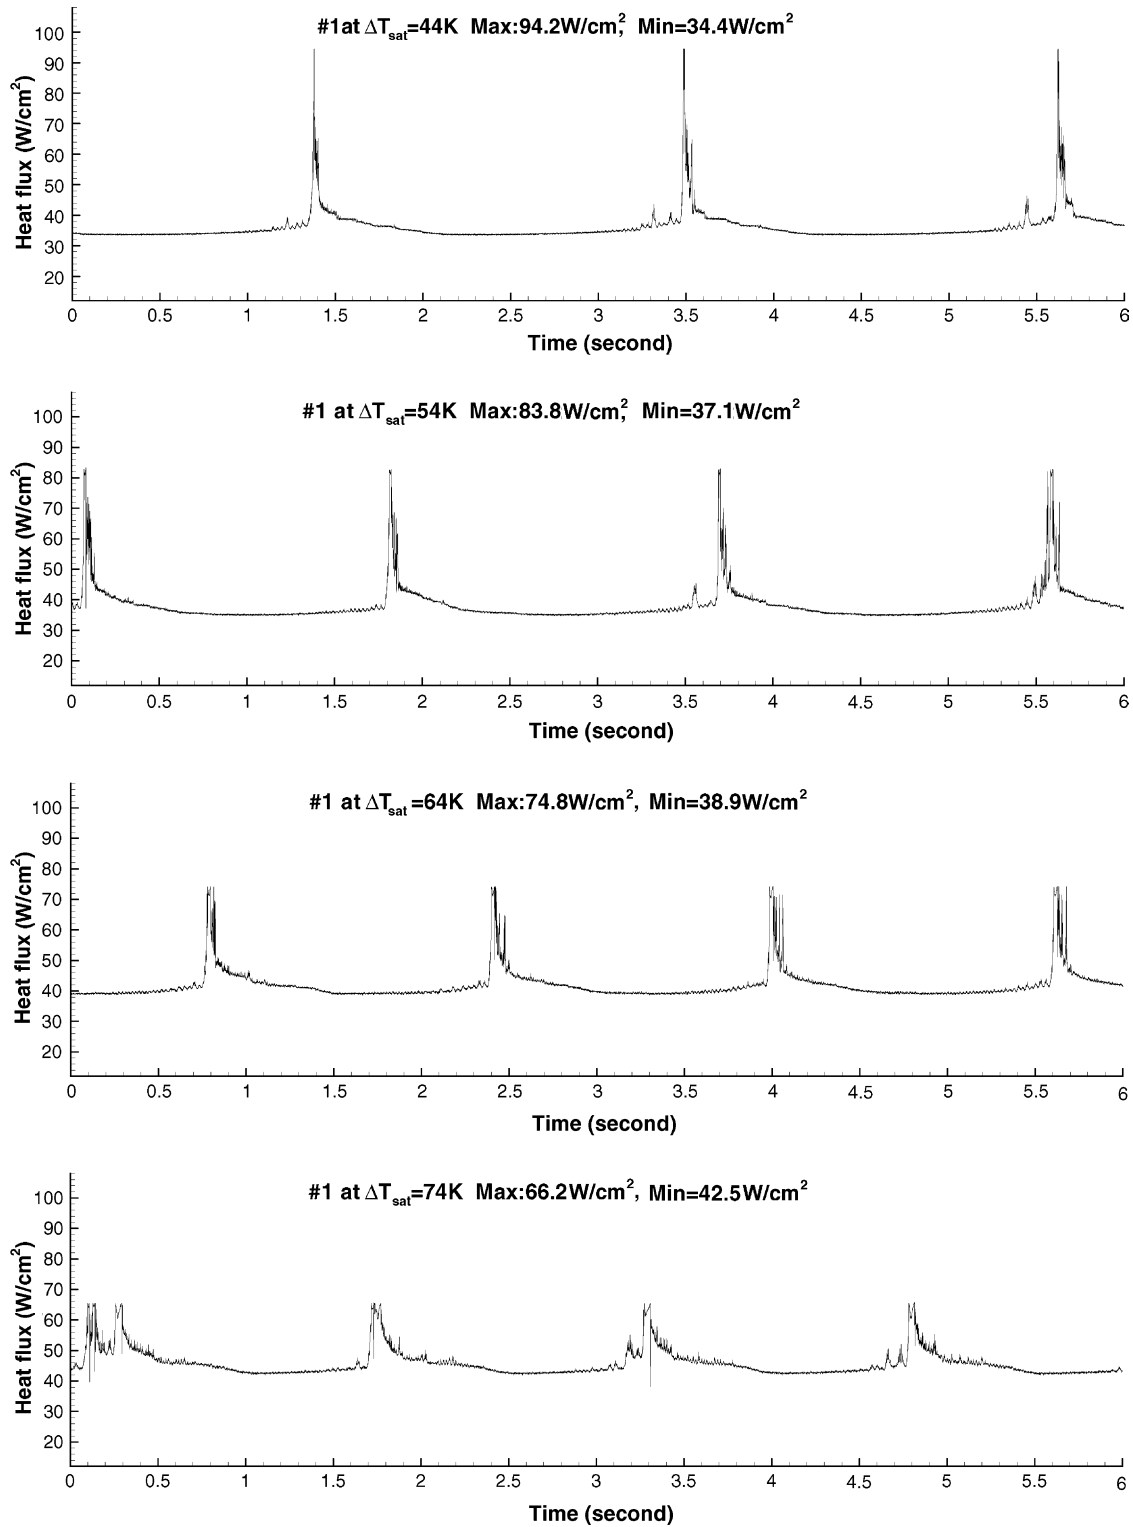 #1at ΔTsat=44K Max:94.2W/cm2, Min=34.4W/cm2
Heat flux (W/cm2)
100
90
80
70
60
50
40
30
20
0 0.5 1 1.5 2 2.5 3 3.5 4 4.5 5 5.5 6
Time (second)
#1 at ΔTsat=54K Max:83.8W/cm2, Min=37.1W/cm2
Heat flux (W/cm2)
100
90
80
70
60
50
40
30
20
0 0.5 1 1.5 2 2.5 3 3.5 4 4.5 5 5.5 6
Time (second)
#1 at ΔTsat=64K Max:74.8W/cm2, Min=38.9W/cm2
Heat flux (W/cm2)
100
90
80
70
60
50
40
30
20
0 0.5 1 1.5 2 2.5 3 3.5 4 4.5 5 5.5 6
Time (second)
#1 at ΔTsat=74K Max:66.2W/cm2, Min=42.5W/cm2
Heat flux (W/cm2)
100
90
80
70
60
50
40
30
20
0 0.5 1 1.5 2 2.5 3 3.5 4 4.5 5 5.5 6
Time (second)